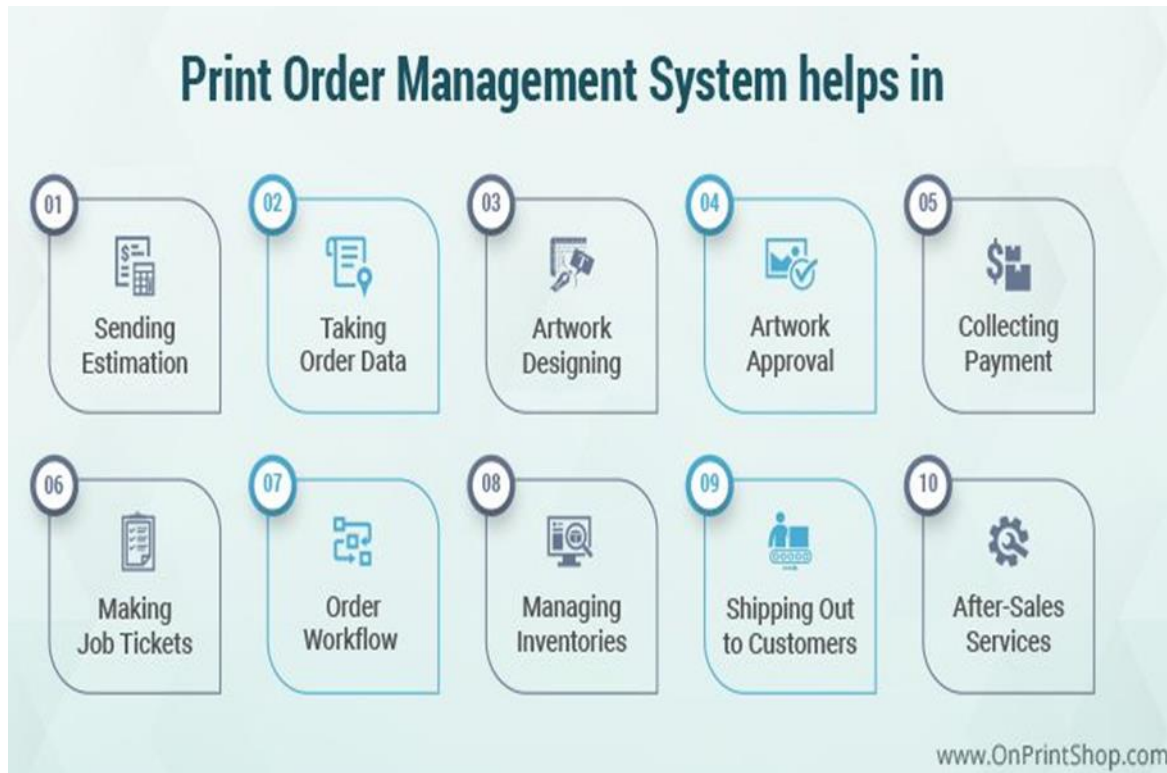 Print Order Management System helps in
01
Sending
Estimation
02
Taking
Order Data
03
Artwork
Designing
04
Artwork
Approval
05
Collecting
Payment
06
Making
Job Tickets
07
Order
Workflow
08
Managing
Inventories
09
Shipping Out
to Customers
10
After-Sales
Services
www.OnPrintShop.com